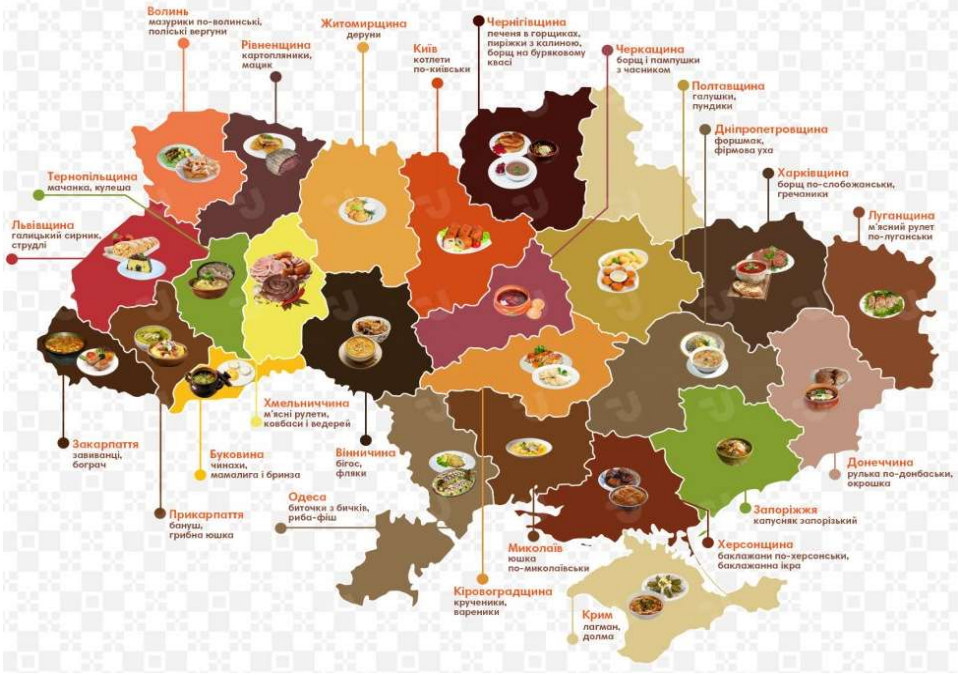 Волинь
мазурики по-волинські,
поліські вергуни
Рівненщина
картопляники,
мацик
Житомирщина
деруни
Київ
котлети
по-київськи
Чернігівщина
печеня в горщиках,
пиріжки з калиною,
борщ на буряковому
квасі
Черкащина
борщ і пампушки
з часником
Полтавщина
галушки,
пундики
Дніпропетровщина
форшмак,
фірмова уха
Харківщина
борщ по-слобожанськи,
гречаники
Луганщина
м'ясний рулет
по-луганськи
Тернопільщина
мачанка, кулеша
Львівщина
галицький сирник,
струдлі
Закарпаття
завиванці,
бограч
Прикарпаття
бануш,
грибна юшка
Буковина
чинахи,
мамалига і бринза
Хмельниччина
м'ясні рулети,
ковбаси і ведерей
Вінничина
бігос,
фляки
Одеса
биточки з бичків,
риба-фіш
Миколаїв
юшка
по-миколаївськи
Кіровоградщина
крученики,
вареники
Крим
лагман,
долма
Херсонщина
баклажани по-херсонськи,
баклажанна ікра
Запоріжжя
капусняк запорізький
Донеччина
рулька по-донбаськи,
окрошка